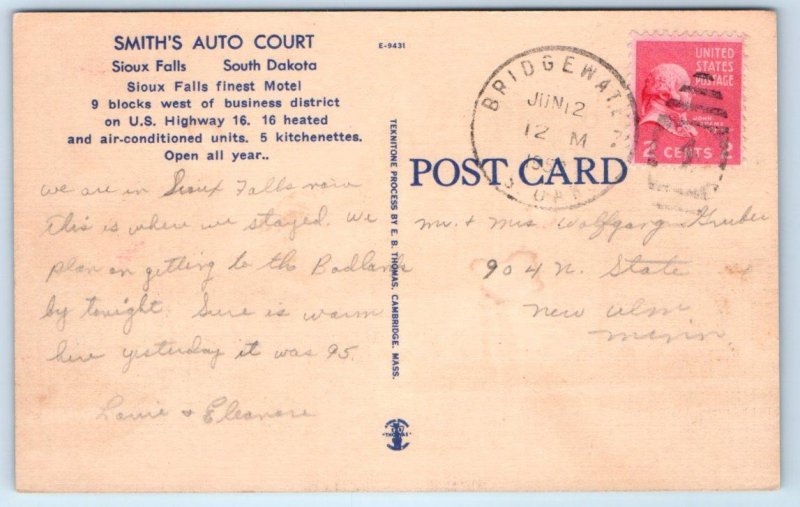 SMITH'S AUTO COURT
Sioux Falls South Dakota
Sioux Falls finest Motel
9 blocks west of business district
on U.S. Highway 16. 16 heated
and air-conditioned units. 5 kitchenettes.
Open all year..
we are in Sioux Falls now
This is where we stayed. We
plan on getting to the Badlands
by tonight. Sure is warm
here yesterday it was 95.
Louie & Eleanore
E-9431
TEKNITONE PROCESS BY E. B. THOMAS, CAMBRIDGE, MASS.
THOMAS
POST CARD
BRIDGEWATER
JUN 12
12 M
S. DAK.
UNITED
STATES
POSTAGE
JOHN ADAMS
2 CENTS 2
Mr. & Mrs Wolfgang
904 N. State
New Ulm
Minn.